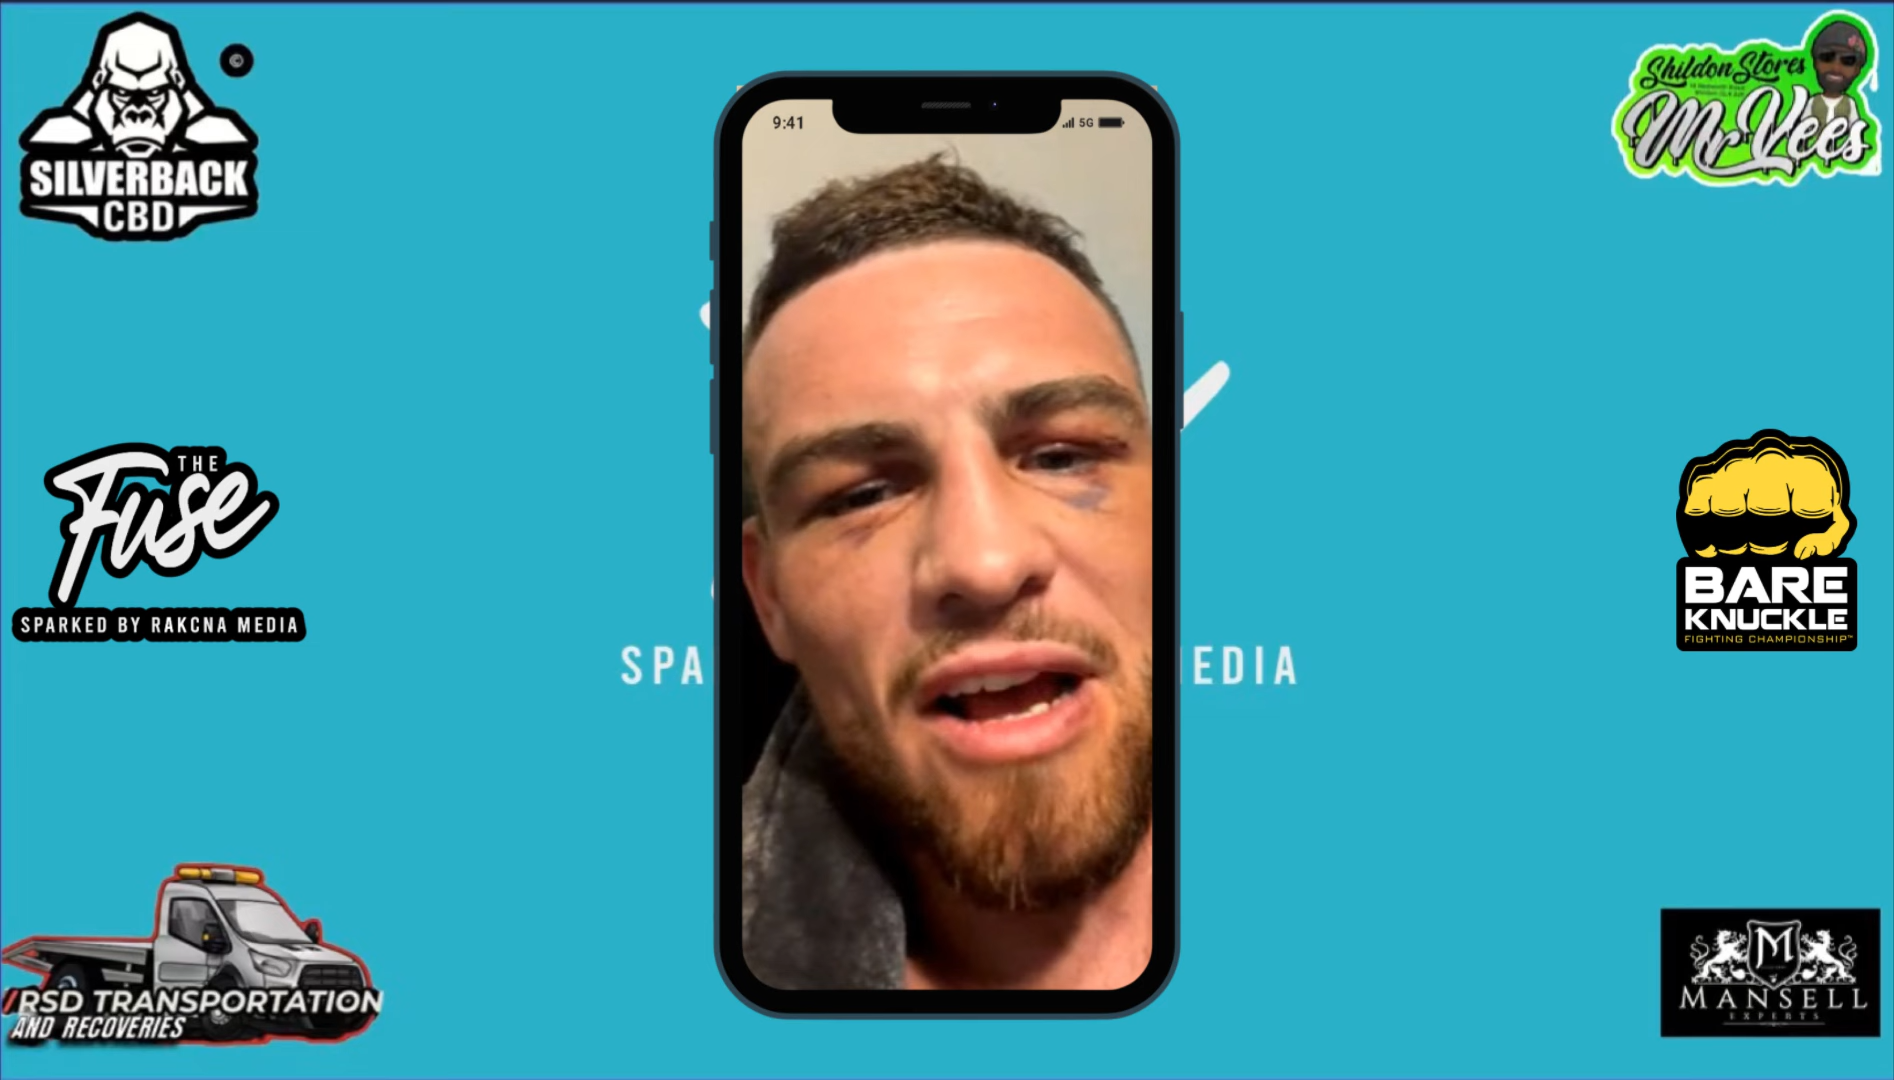 SILVERBACK
CBD
Shildon Stores
Mr Vees
9:41
5G
THE
Fuse
SPARKED BY RAKCNA MEDIA
BARE
KNUCKLE
FIGHTING CHAMPIONSHIP™
SPA
EDIA
RSD TRANSPORTATION
AND RECOVERIES
M
MANSELL
EXPERTS